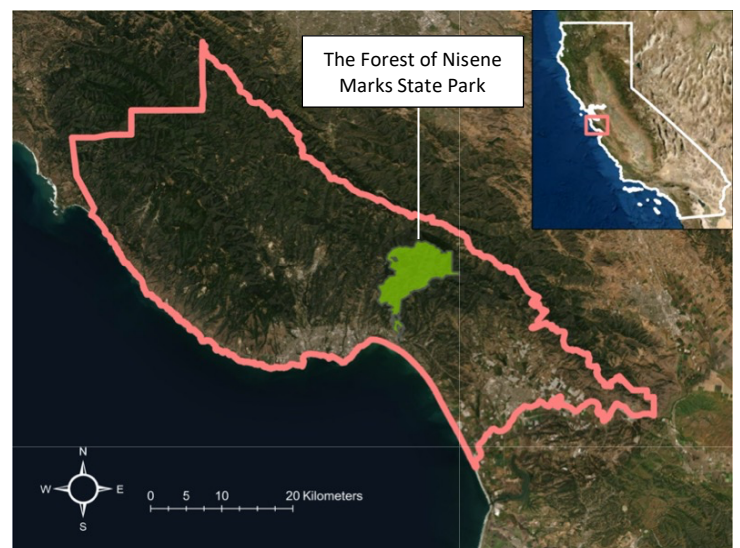 The Forest of Nisene
Marks State Park
N
W E
S
0 5 10 20 Kilometers